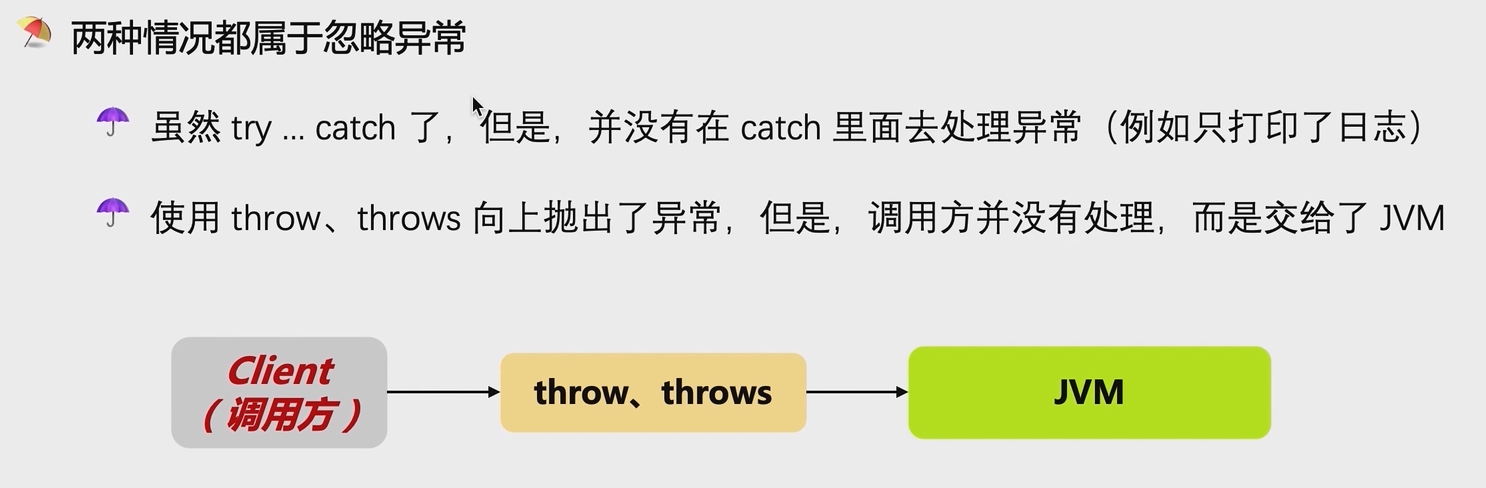 两种情况都属于忽略异常
虽然 try ... catch 了，但是，并没有在 catch 里面去处理异常（例如只打印了日志）
使用 throw、throws 向上抛出了异常，但是，调用方并没有处理，而是交给了 JVM
Client
（调用方）
throw、throws
JVM